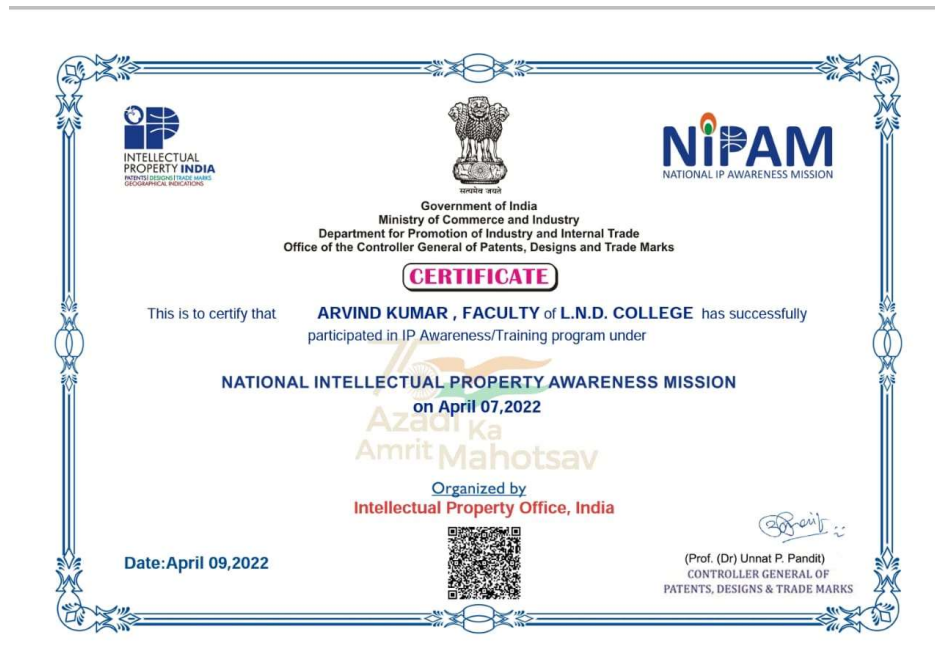 iP
INTELLECTUAL
PROPERTY INDIA
PATENTS | DESIGNS | TRADE MARKS
GEOGRAPHICAL INDICATIONS
सत्यमेव जयते
NiPAM
NATIONAL IP AWARENESS MISSION
Government of India
Ministry of Commerce and Industry
Department for Promotion of Industry and Internal Trade
Office of the Controller General of Patents, Designs and Trade Marks
CERTIFICATE
This is to certify that ARVIND KUMAR , FACULTY of L.N.D. COLLEGE has successfully
participated in IP Awareness/Training program under
NATIONAL INTELLECTUAL PROPERTY AWARENESS MISSION
on April 07,2022
75
Azadi Ka
Amrit Mahotsav
Organized by
Intellectual Property Office, India
Date:April 09,2022
(Prof. (Dr) Unnat P. Pandit)
CONTROLLER GENERAL OF
PATENTS, DESIGNS & TRADE MARKS